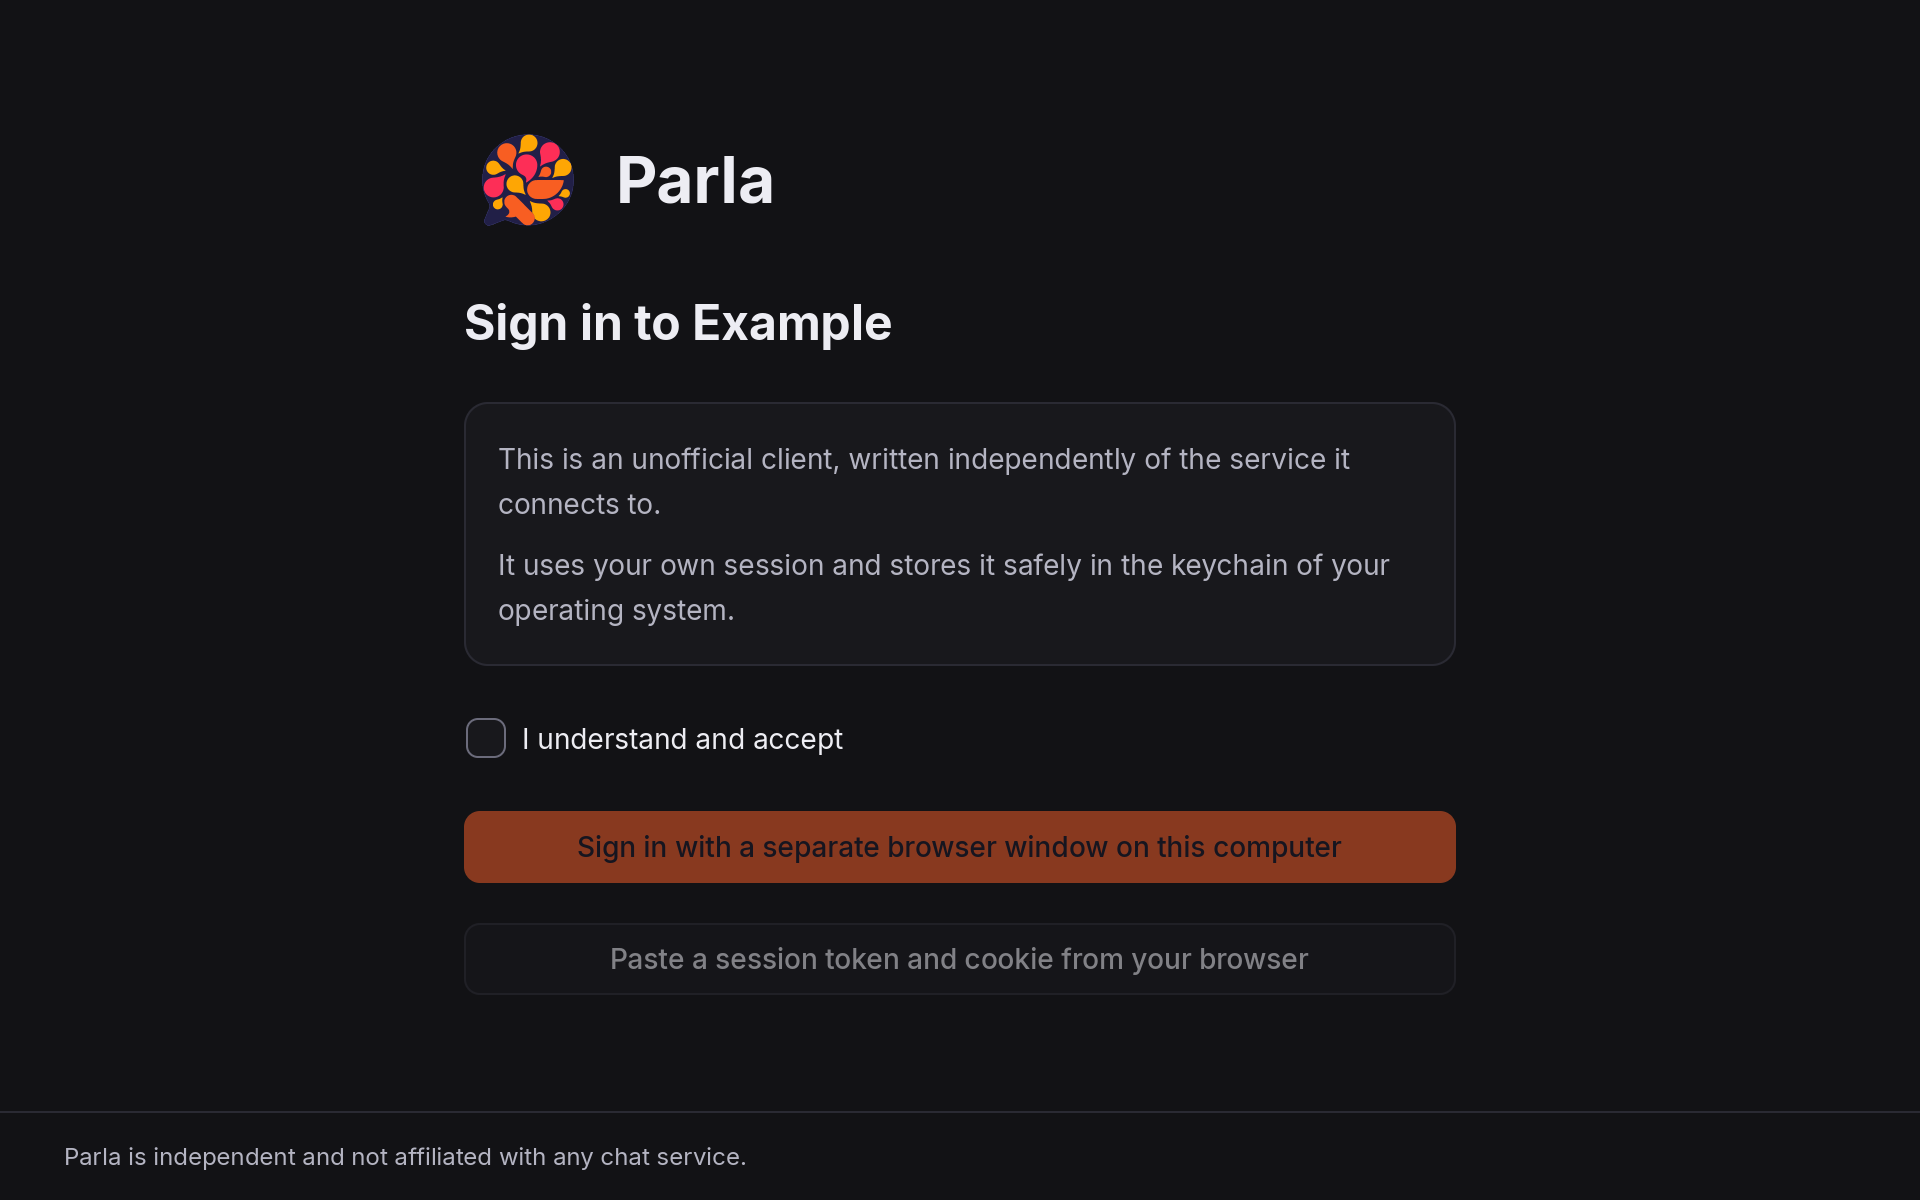 Parla
Sign in to Example
This is an unofficial client, written independently of the service it
connects to.
It uses your own session and stores it safely in the keychain of your
operating system.
I understand and accept
Sign in with a separate browser window on this computer
Paste a session token and cookie from your browser
Parla is independent and not affiliated with any chat service.